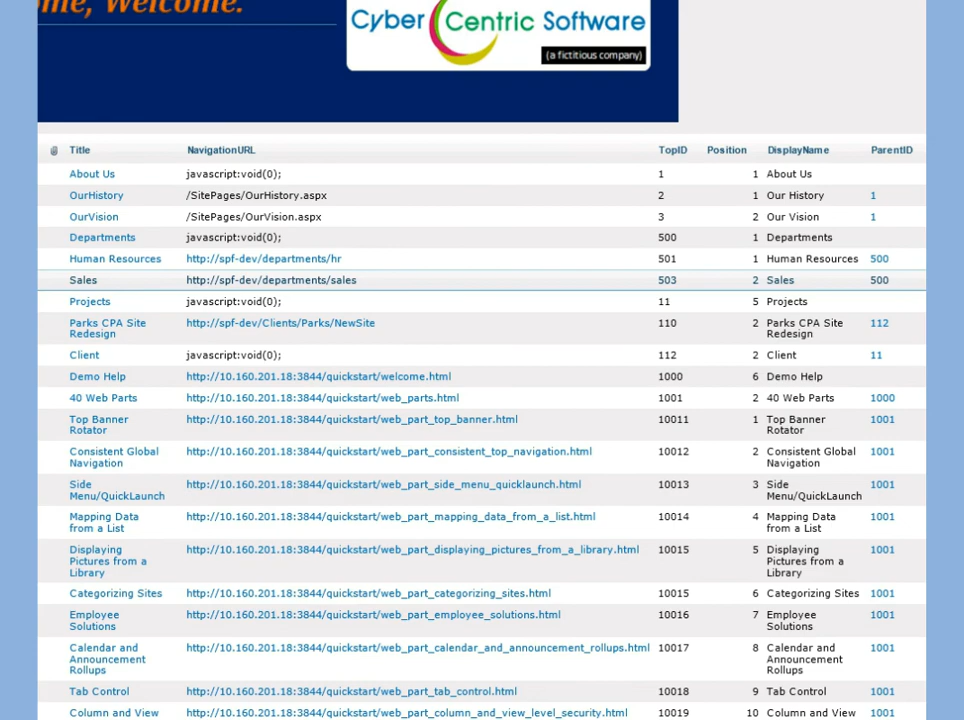 ome, Welcome.
Cyber Centric Software
(a fictitious company)
Title NavigationURL TopID Position DisplayName ParentID
About Us javascript:void(0); 1 1 About Us
OurHistory /SitePages/OurHistory.aspx 2 1 Our History 1
OurVision /SitePages/OurVision.aspx 3 2 Our Vision 1
Departments javascript:void(0); 500 1 Departments
Human Resources http://spf-dev/departments/hr 501 1 Human Resources 500
Sales http://spf-dev/departments/sales 503 2 Sales 500
Projects javascript:void(0); 11 5 Projects
Parks CPA Site http://spf-dev/Clients/Parks/NewSite 110 2 Parks CPA Site 112
Redesign Redesign
Client javascript:void(0); 112 2 Client 11
Demo Help http://10.160.201.18:3844/quickstart/welcome.html 1000 6 Demo Help
40 Web Parts http://10.160.201.18:3844/quickstart/web_parts.html 1001 2 40 Web Parts 1000
Top Banner http://10.160.201.18:3844/quickstart/web_part_top_banner.html 10011 1 Top Banner 1001
Rotator Rotator
Consistent Global http://10.160.201.18:3844/quickstart/web_part_consistent_top_navigation.html 10012 2 Consistent Global 1001
Navigation Navigation
Side http://10.160.201.18:3844/quickstart/web_part_side_menu_quicklaunch.html 10013 3 Side 1001
Menu/QuickLaunch Menu/QuickLaunch
Mapping Data http://10.160.201.18:3844/quickstart/web_part_mapping_data_from_a_list.html 10014 4 Mapping Data 1001
from a List from a List
Displaying http://10.160.201.18:3844/quickstart/web_part_displaying_pictures_from_a_library.html 10015 5 Displaying 1001
Pictures from a Pictures from a
Library Library
Categorizing Sites http://10.160.201.18:3844/quickstart/web_part_categorizing_sites.html 10015 6 Categorizing Sites 1001
Employee http://10.160.201.18:3844/quickstart/web_part_employee_solutions.html 10016 7 Employee 1001
Solutions Solutions
Calendar and http://10.160.201.18:3844/quickstart/web_part_calendar_and_announcement_rollups.html 10017 8 Calendar and 1001
Announcement Announcement
Rollups Rollups
Tab Control http://10.160.201.18:3844/quickstart/web_part_tab_control.html 10018 9 Tab Control 1001
Column and View http://10.160.201.18:3844/quickstart/web_part_column_and_view_level_security.html 10019 10 Column and View 1001